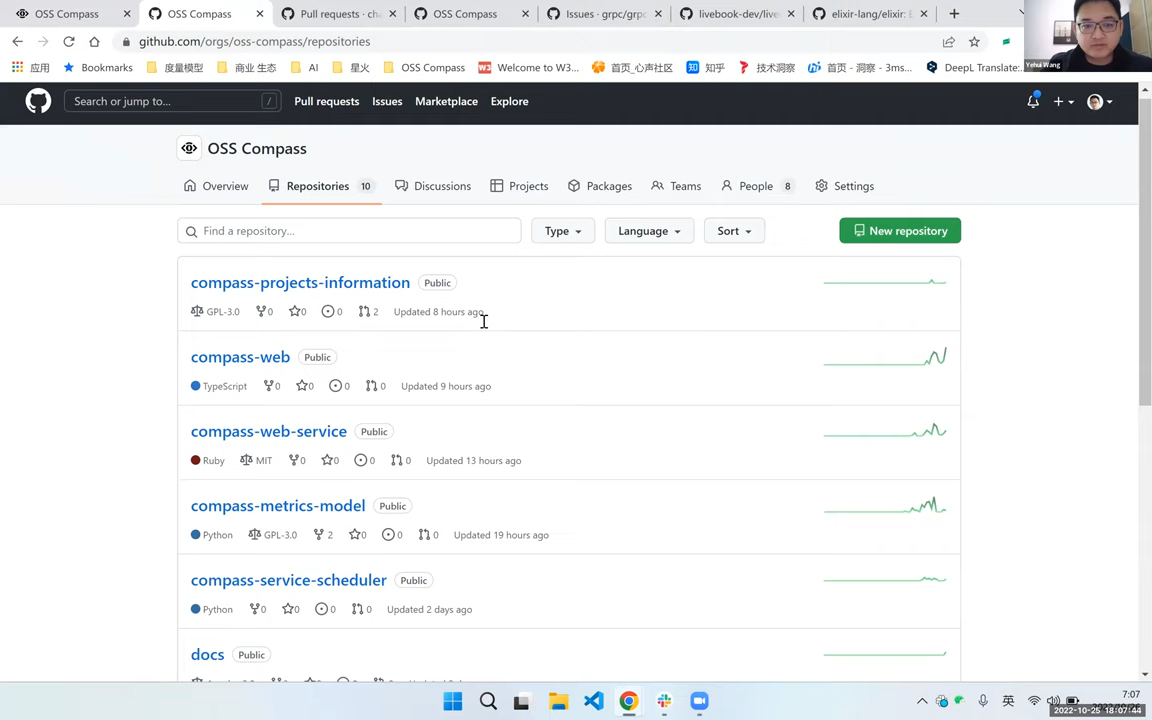 OSS Compass
OSS Compass
Pull requests · ch
OSS Compass
Issues · grpc/grpc
livebook-dev/live
elixir-lang/elixir: E
github.com/orgs/oss-compass/repositories
应用
Bookmarks
度量模型
商业 生态
AI
星火
OSS Compass
Welcome to W3...
首页_心声社区
知乎
技术洞察
首页 - 洞察 - 3ms...
DeepL Translate:...
Yehui Wang
Search or jump to...
/
Pull requests
Issues
Marketplace
Explore
OSS Compass
Overview
Repositories 10
Discussions
Projects
Packages
Teams
People 8
Settings
Find a repository...
Type
Language
Sort
New repository
compass-projects-information Public
GPL-3.0 0 0 0 2 Updated 8 hours ago
compass-web Public
TypeScript 0 0 0 0 Updated 9 hours ago
compass-web-service Public
Ruby MIT 0 0 0 0 Updated 13 hours ago
compass-metrics-model Public
Python GPL-3.0 2 0 0 0 Updated 19 hours ago
compass-service-scheduler Public
Python 0 0 0 0 Updated 2 days ago
docs Public
英
7:07
2022-10-25 18:07:44